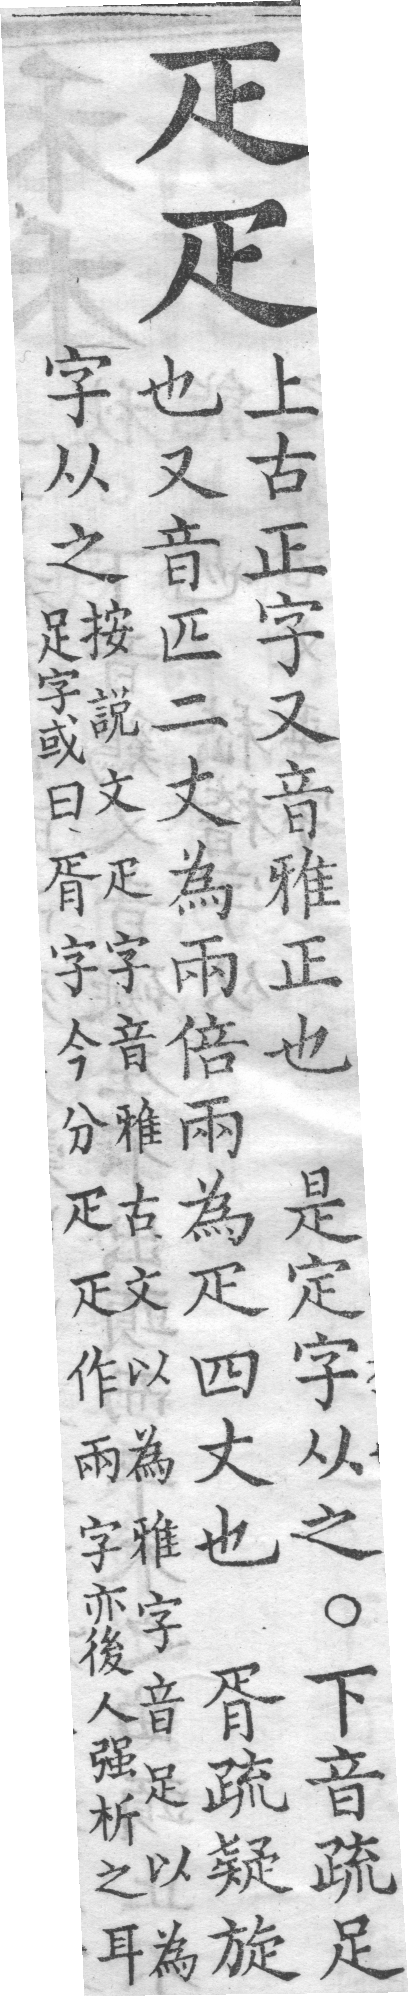 𤴓疋
上古正字又音雅正也　是定字从之○下音疏足
也又音匹二丈為兩倍兩為疋四丈也　胥疏疑旋
字从之
按説文疋字音雅古文以為雅字音足以為
足字或曰胥字今分疋𤴓作兩字亦後人强析之耳